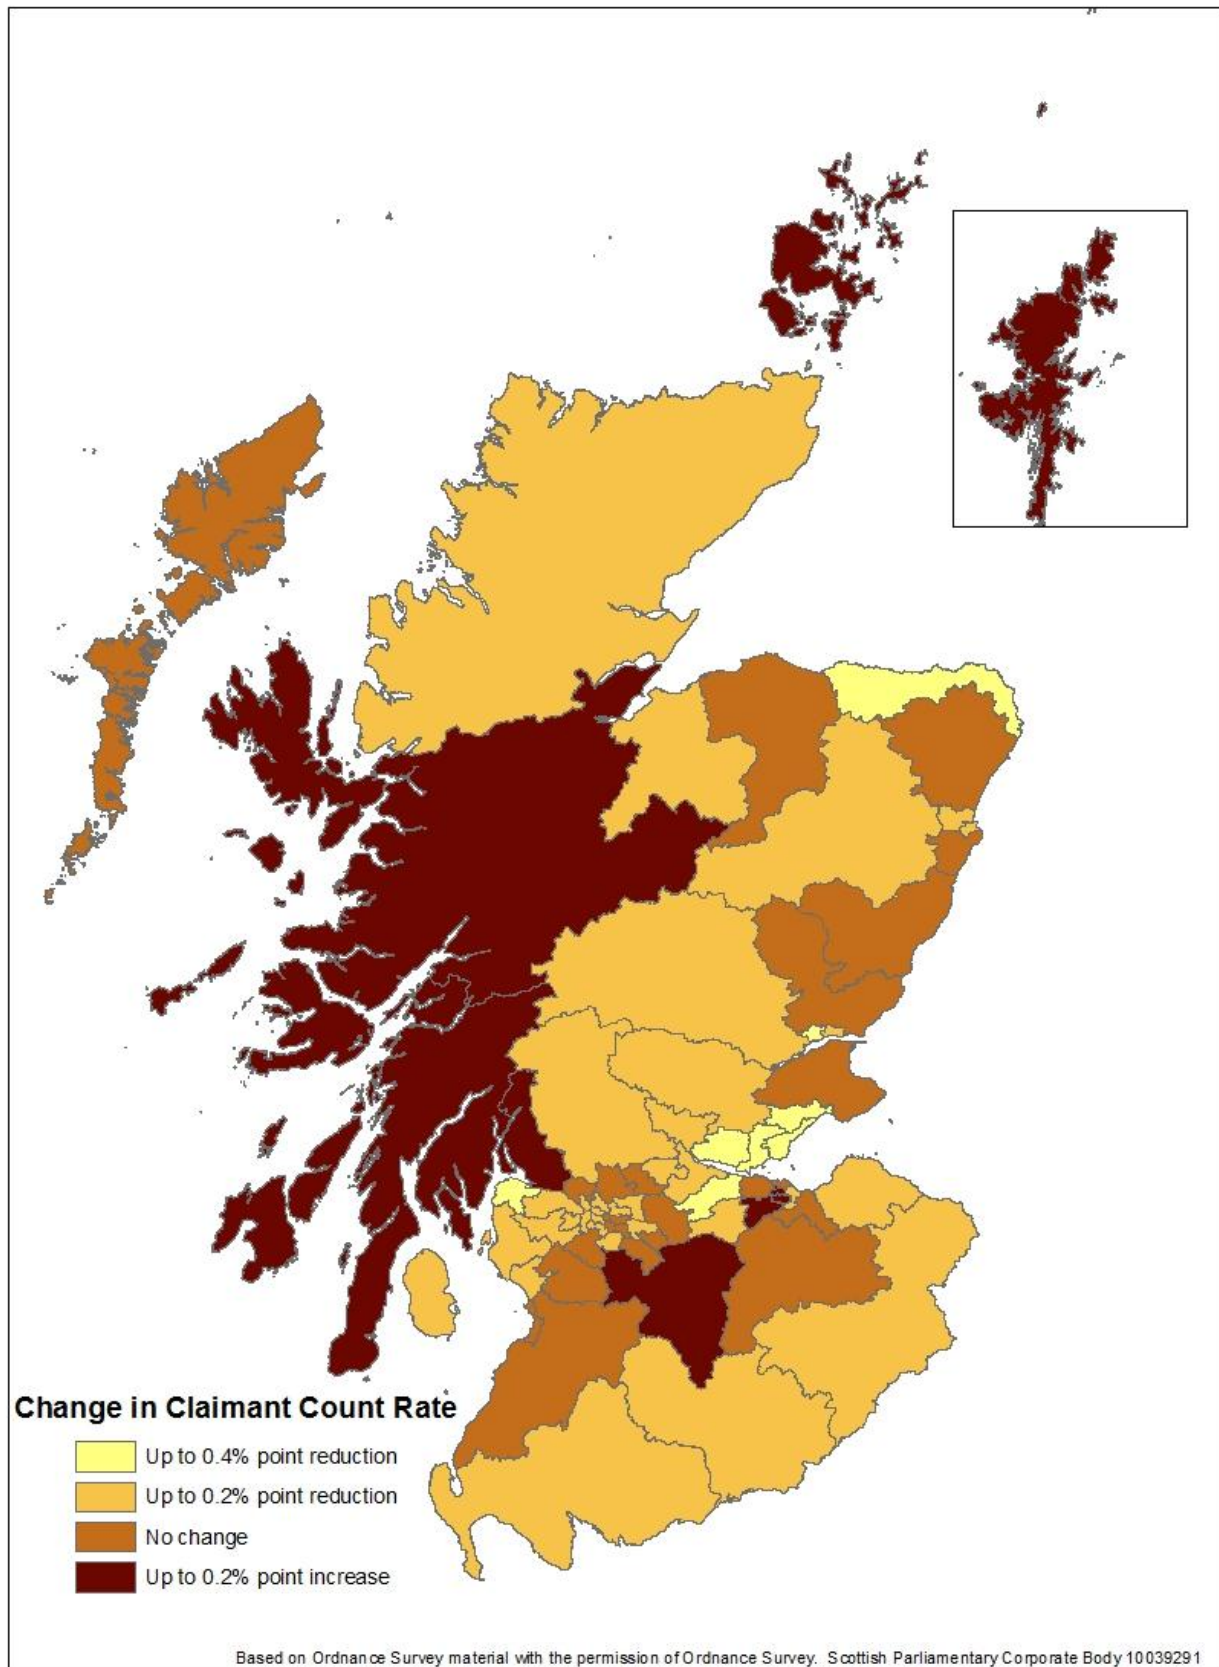 Change in Claimant Count Rate
Up to 0.4% point reduction
Up to 0.2% point reduction
No change
Up to 0.2% point increase
Based on Ordnance Survey material with the permission of Ordnance Survey. Scottish Parliamentary Corporate Body 10039291